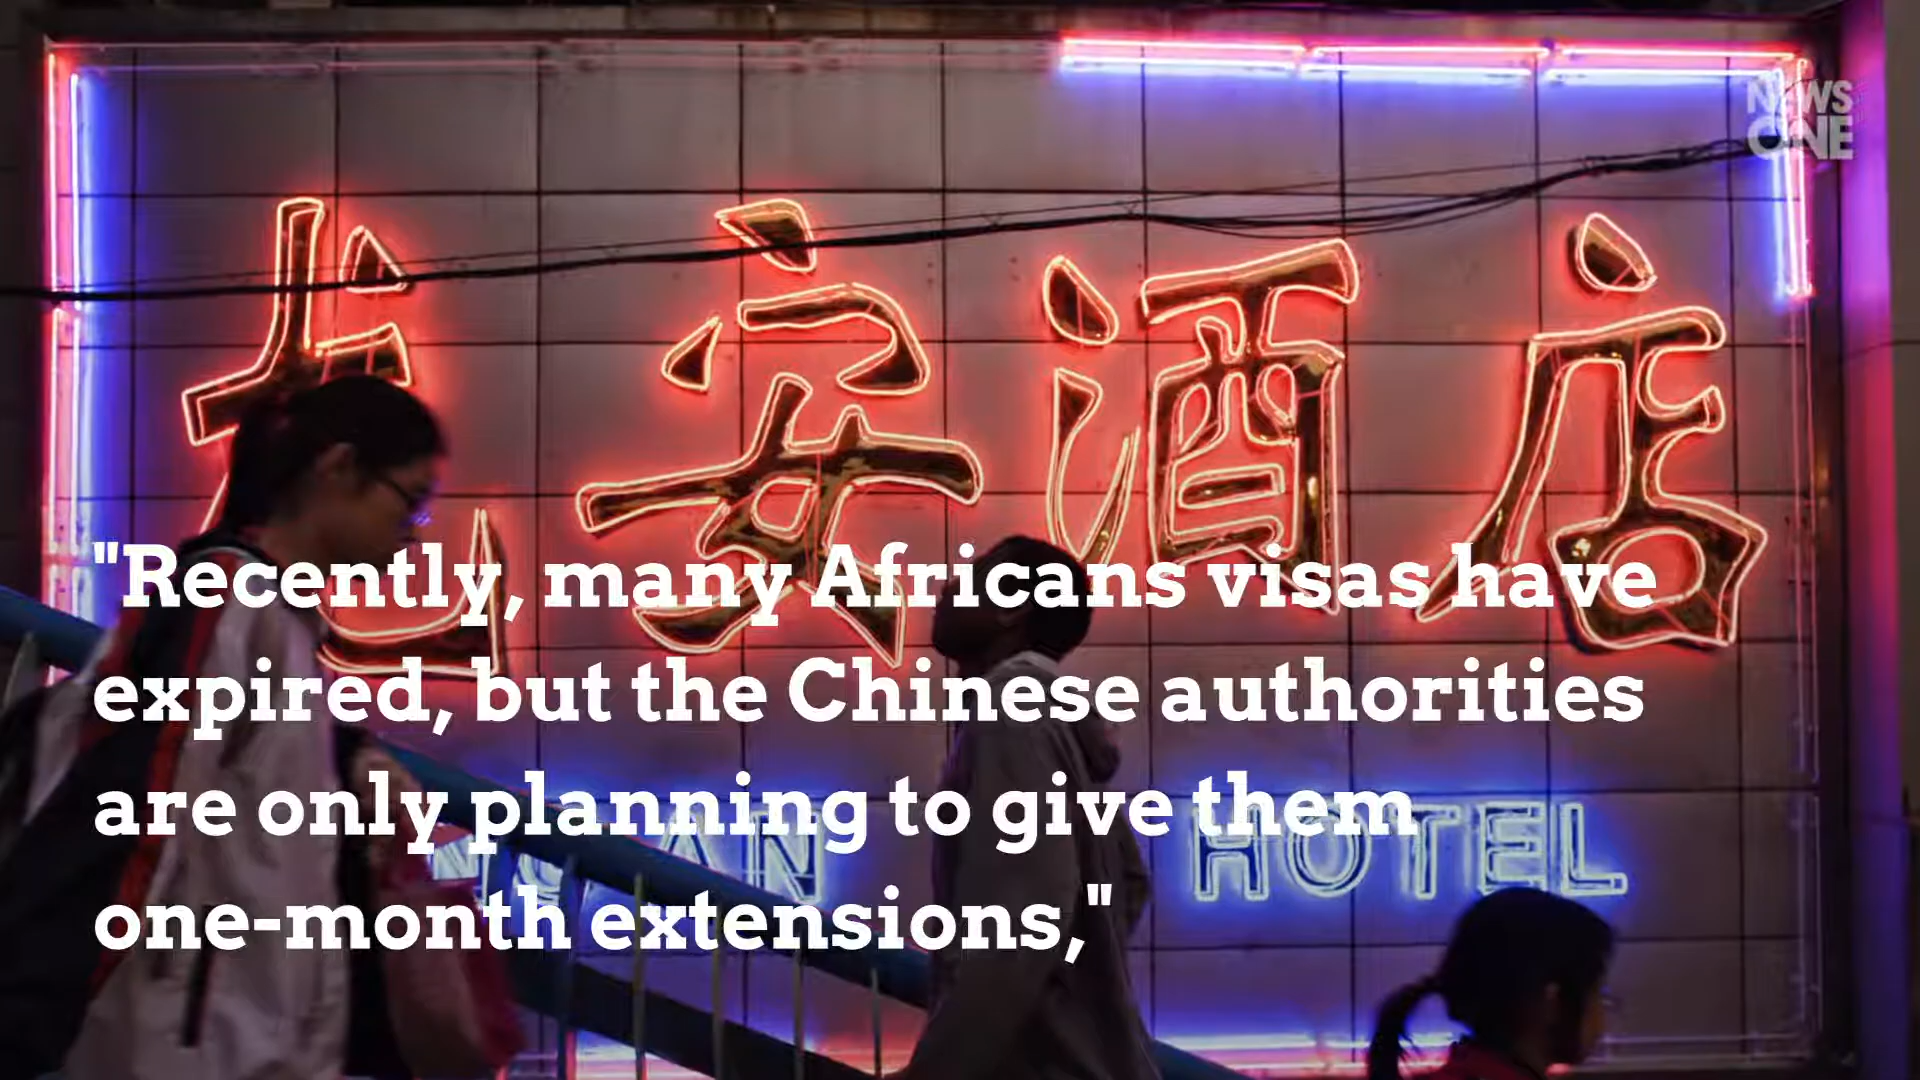 NEWS
ONE
龙安酒店
"Recently, many Africans visas have
expired, but the Chinese authorities
are only planning to give them
one-month extensions,"
HOTEL